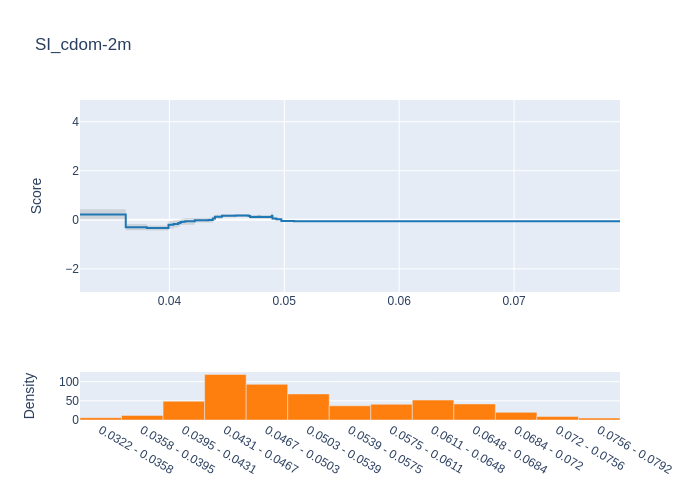 SI_cdom-2m
Score
4
2
0
−2
0.04
0.05
0.06
0.07
Density
100
50
0
0.0322 - 0.0358
0.0358 - 0.0395
0.0395 - 0.0431
0.0431 - 0.0467
0.0467 - 0.0503
0.0503 - 0.0539
0.0539 - 0.0575
0.0575 - 0.0611
0.0611 - 0.0648
0.0648 - 0.0684
0.0684 - 0.072
0.072 - 0.0756
0.0756 - 0.0792